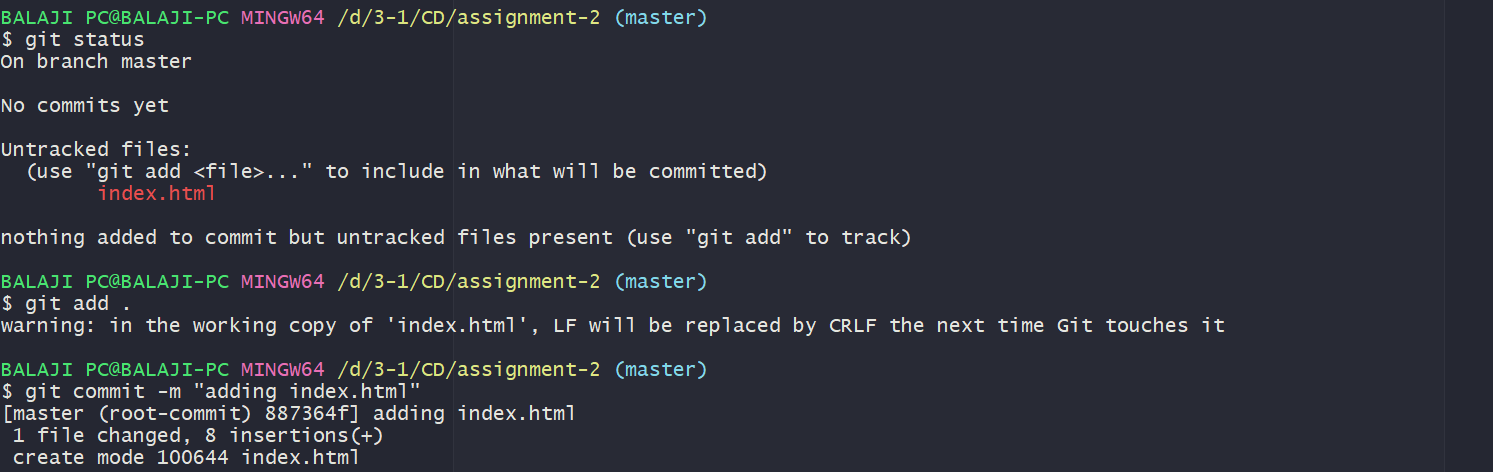 BALAJI PC@BALAJI-PC MINGW64 /d/3-1/CD/assignment-2 (master)
$ git status
On branch master
No commits yet
Untracked files:
(use "git add <file>..." to include in what will be committed)
index.html
nothing added to commit but untracked files present (use "git add" to track)
BALAJI PC@BALAJI-PC MINGW64 /d/3-1/CD/assignment-2 (master)
$ git add .
warning: in the working copy of 'index.html', LF will be replaced by CRLF the next time Git touches it
BALAJI PC@BALAJI-PC MINGW64 /d/3-1/CD/assignment-2 (master)
$ git commit -m "adding index.html"
[master (root-commit) 887364f] adding index.html
1 file changed, 8 insertions(+)
create mode 100644 index.html